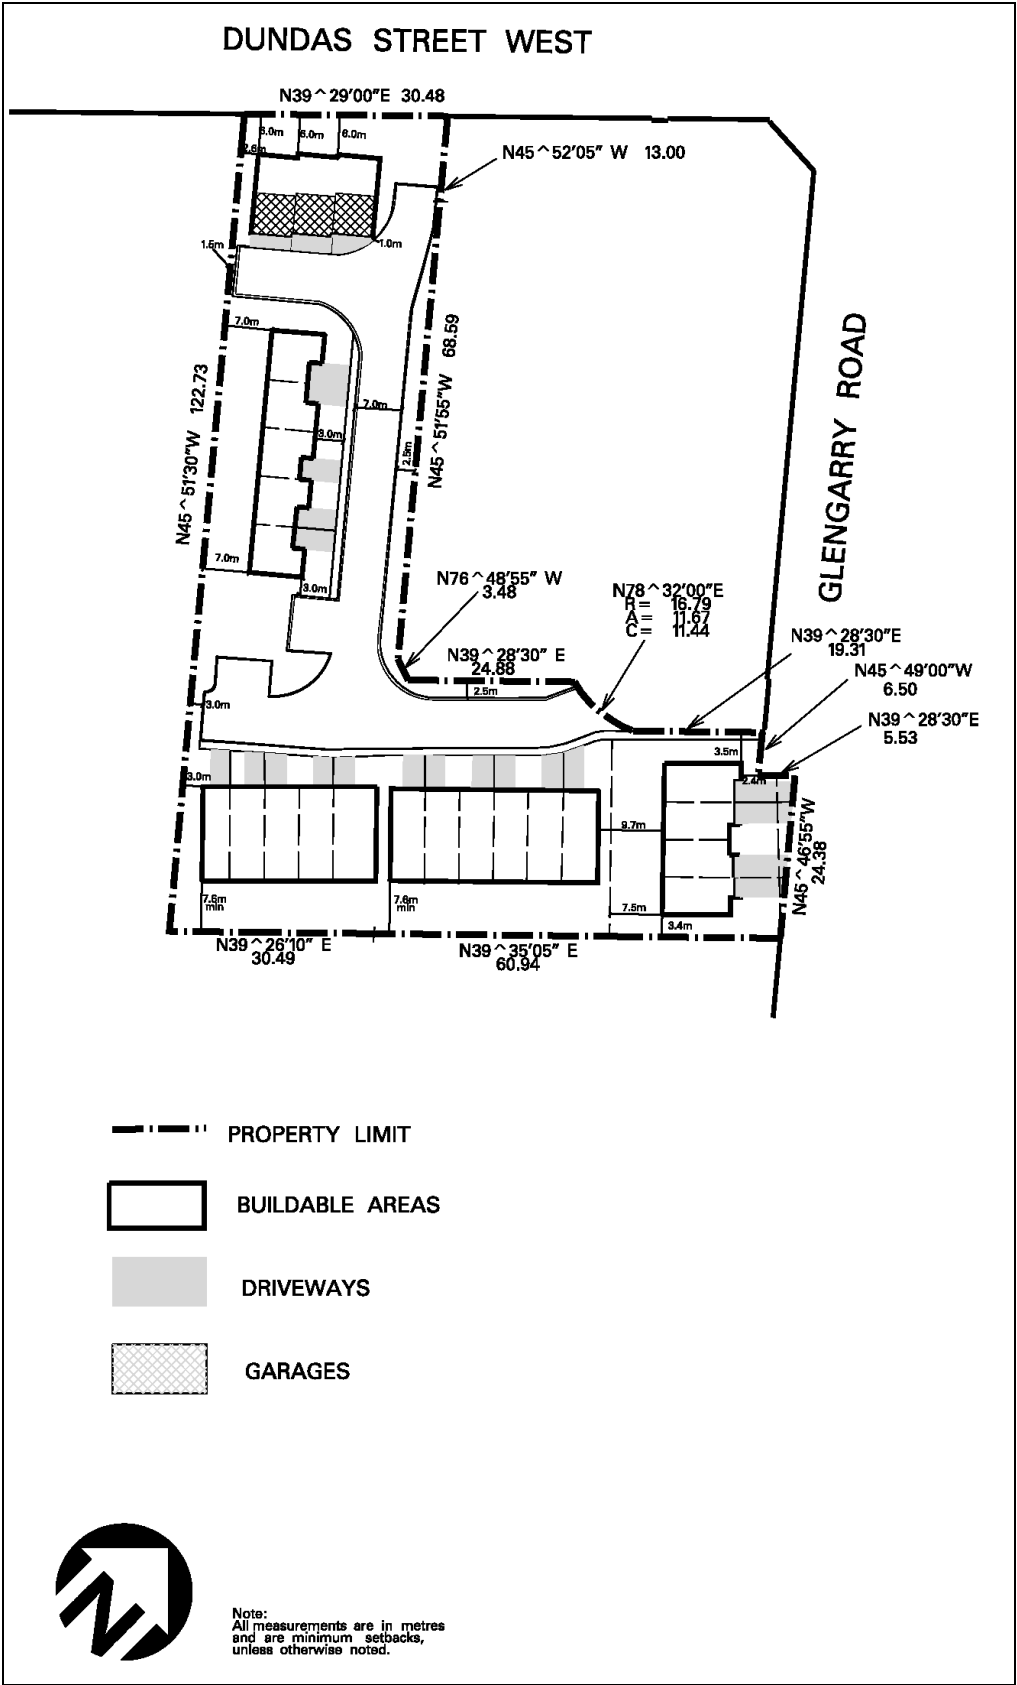 DUNDAS STREET WEST
N39^29'00"E 30.48
6.0m 6.0m 6.0m
2.6m
N45^52'05" W 13.00
1.5m
1.0m
7.0m
N45^51'30"W 122.73
7.0m
3.0m
2.5m
N45^51'55"W 68.59
GLENGARRY ROAD
7.0m
3.0m
N76^48'55" W
3.48
N78^32'00"E
R= 16.79
A= 11.67
C= 11.44
N39^28'30"E
19.31
N39^28'30" E
24.88
N45^49'00"W
6.50
2.5m
3.0m
N39^28'30"E
5.53
3.5m
3.0m
2.4m
9.7m
N45^46'55"W
24.38
7.5m
min
7.6m
min
7.5m
3.4m
N39^26'10" E
30.49
N39^35'05" E
60.94
PROPERTY LIMIT
BUILDABLE AREAS
DRIVEWAYS
GARAGES
N
Note:
All measurements are in metres
and are minimum setbacks,
unless otherwise noted.